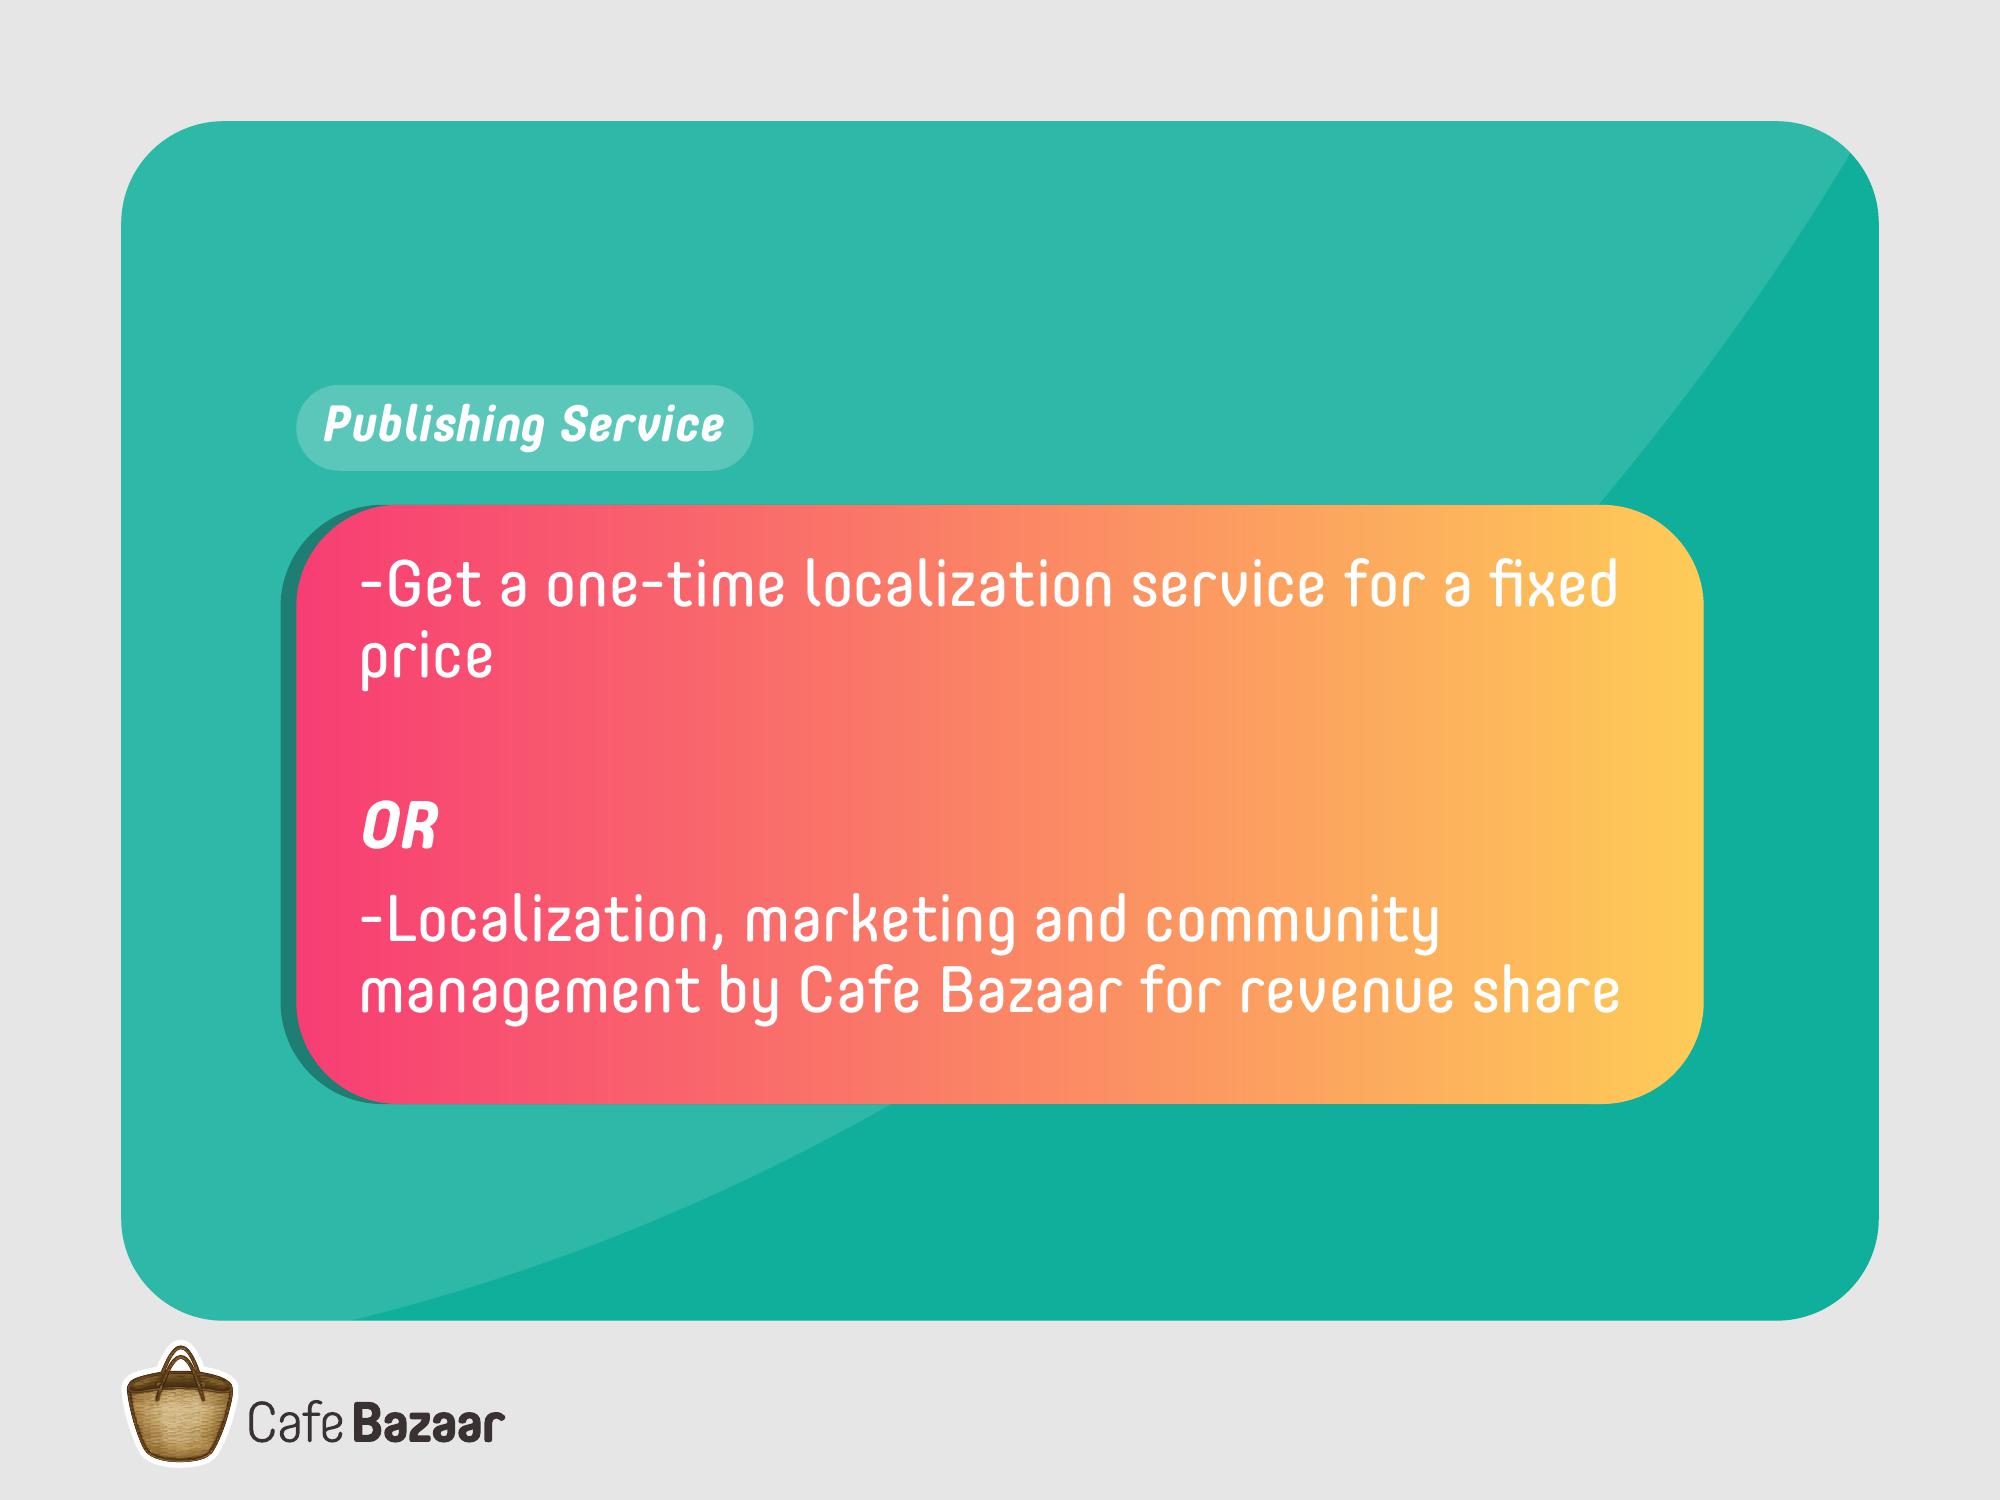 Publishing Service
-Get a one-time localization service for a fixed
price
OR
-Localization, marketing and community
management by Cafe Bazaar for revenue share
Cafe Bazaar